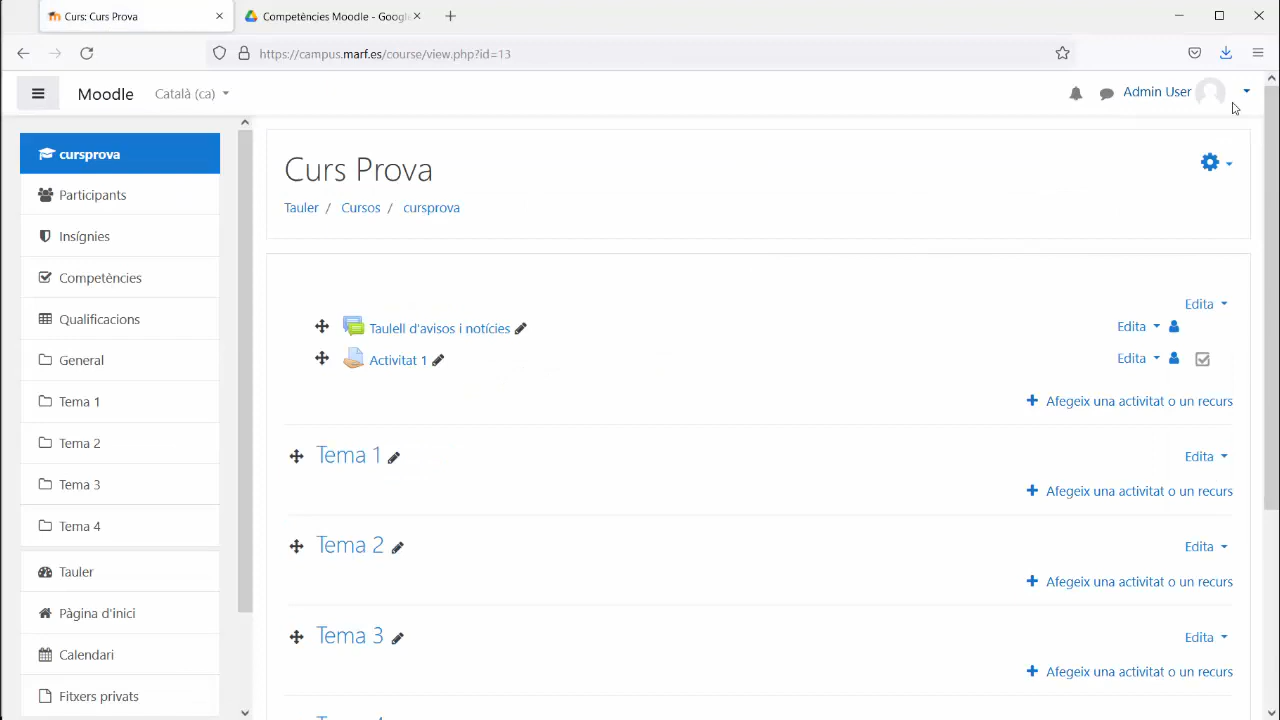 Curs: Curs Prova
Competències Moodle - Google
https://campus.marf.es/course/view.php?id=13
Moodle
Català (ca)
Admin User
cursprova
Participants
Insígnies
Competències
Qualificacions
General
Tema 1
Tema 2
Tema 3
Tema 4
Tauler
Pàgina d'inici
Calendari
Fitxers privats
Curs Prova
Tauler / Cursos / cursprova
Edita
Taulell d'avisos i notícies
Edita
Activitat 1
Edita
Afegeix una activitat o un recurs
Tema 1
Edita
Afegeix una activitat o un recurs
Tema 2
Edita
Afegeix una activitat o un recurs
Tema 3
Edita
Afegeix una activitat o un recurs